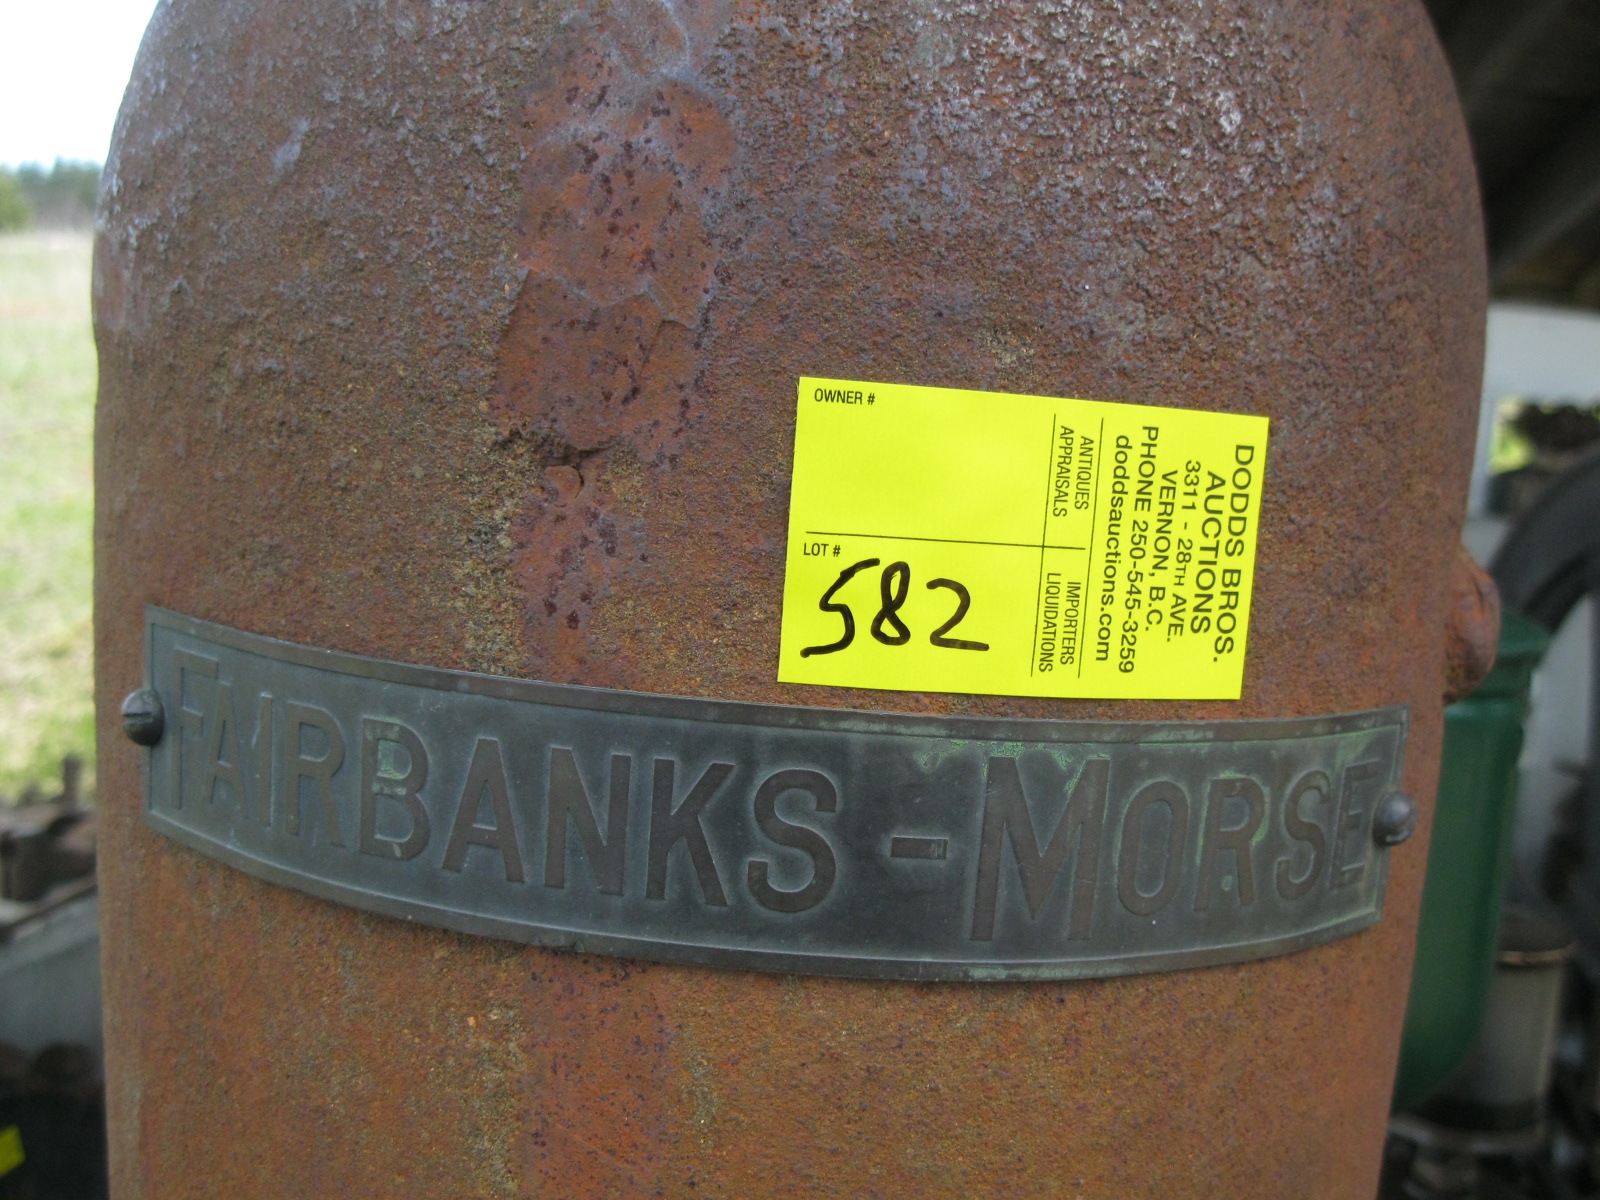 OWNER #
LOT #
582
ANTIQUES
APPRAISALS
IMPORTERS
LIQUIDATIONS
DODDS BROS.
AUCTIONS
3311 - 28TH AVE.
VERNON, B.C.
PHONE 250-545-3259
doddsauctions.com
FAIRBANKS - MORSE